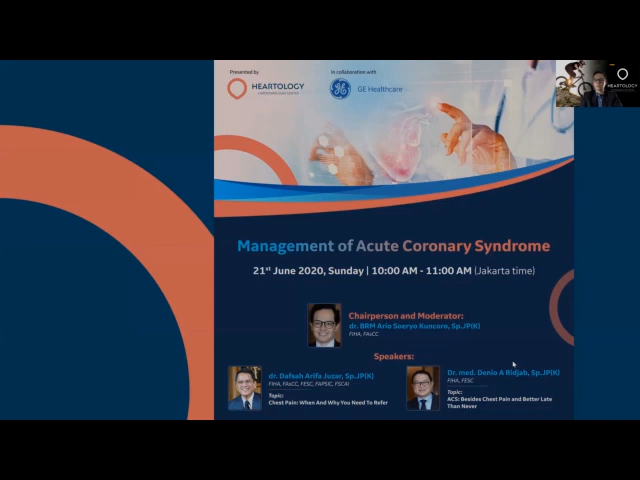 Presented by
HEARTOLOGY
CARDIOVASCULAR CENTER
In collaboration with
GE Healthcare
HEARTOLOGY
Management of Acute Coronary Syndrome
21st June 2020, Sunday | 10:00 AM - 11:00 AM (Jakarta time)
Chairperson and Moderator:
dr. BRM Ario Soeryo Kuncoro, Sp.JP(K)
FIHA, FAsCC
Speakers:
dr. Dafsah Arifa Juzar, Sp.JP(K)
FIHA, FAsCC, FESC, FAPSIC, FSCAI
Topic:
Chest Pain: When And Why You Need To Refer
Dr. med. Denio A Ridjab, Sp.JP(K)
FIHA, FESC
Topic:
ACS: Besides Chest Pain and Better Late
Than Never